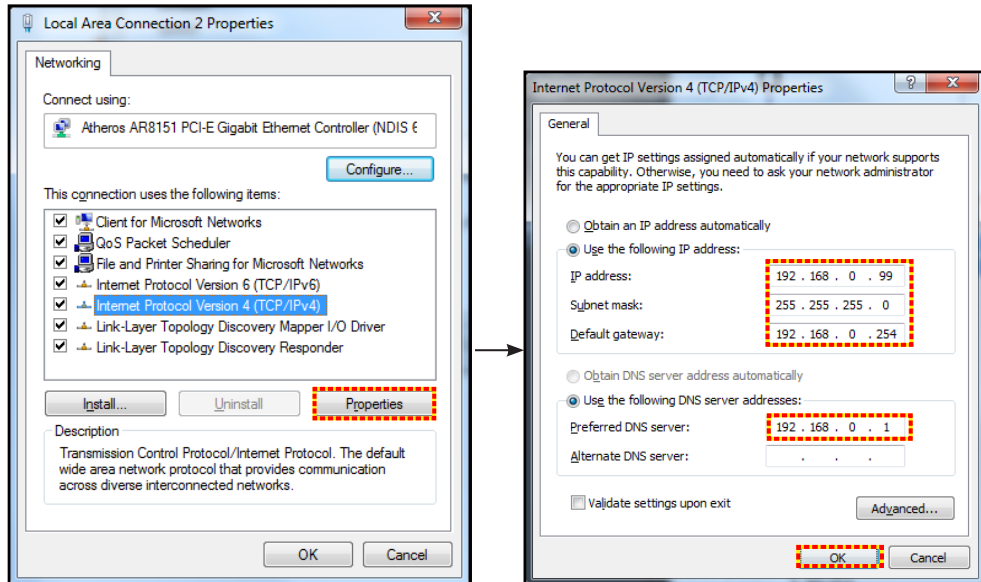 Local Area Connection 2 Properties
Networking
Connect using:
Atheros AR8151 PCI-E Gigabit Ethernet Controller (NDIS 6
Configure...
This connection uses the following items:
Client for Microsoft Networks
QoS Packet Scheduler
File and Printer Sharing for Microsoft Networks
Internet Protocol Version 6 (TCP/IPv6)
Internet Protocol Version 4 (TCP/IPv4)
Link-Layer Topology Discovery Mapper I/O Driver
Link-Layer Topology Discovery Responder
Install...
Uninstall
Properties
Description
Transmission Control Protocol/Internet Protocol. The default
wide area network protocol that provides communication
across diverse interconnected networks.
OK
Cancel
Internet Protocol Version 4 (TCP/IPv4) Properties
General
You can get IP settings assigned automatically if your network supports
this capability. Otherwise, you need to ask your network administrator
for the appropriate IP settings.
Obtain an IP address automatically
Use the following IP address:
IP address: 192 . 168 . 0 . 99
Subnet mask: 255 . 255 . 255 . 0
Default gateway: 192 . 168 . 0 . 254
Obtain DNS server address automatically
Use the following DNS server addresses:
Preferred DNS server: 192 . 168 . 0 . 1
Alternate DNS server: . . .
Validate settings upon exit
Advanced...
OK
Cancel